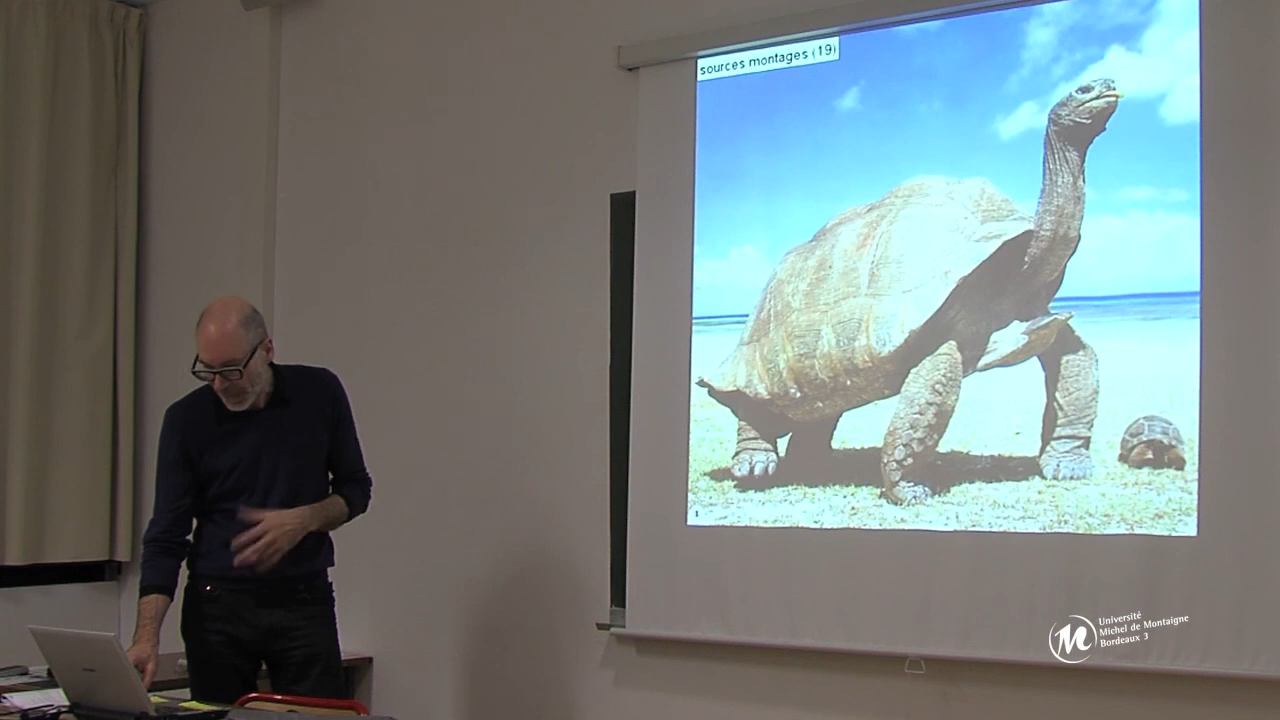 sources montages (19)
Université
Michel de Montaigne
Bordeaux 3